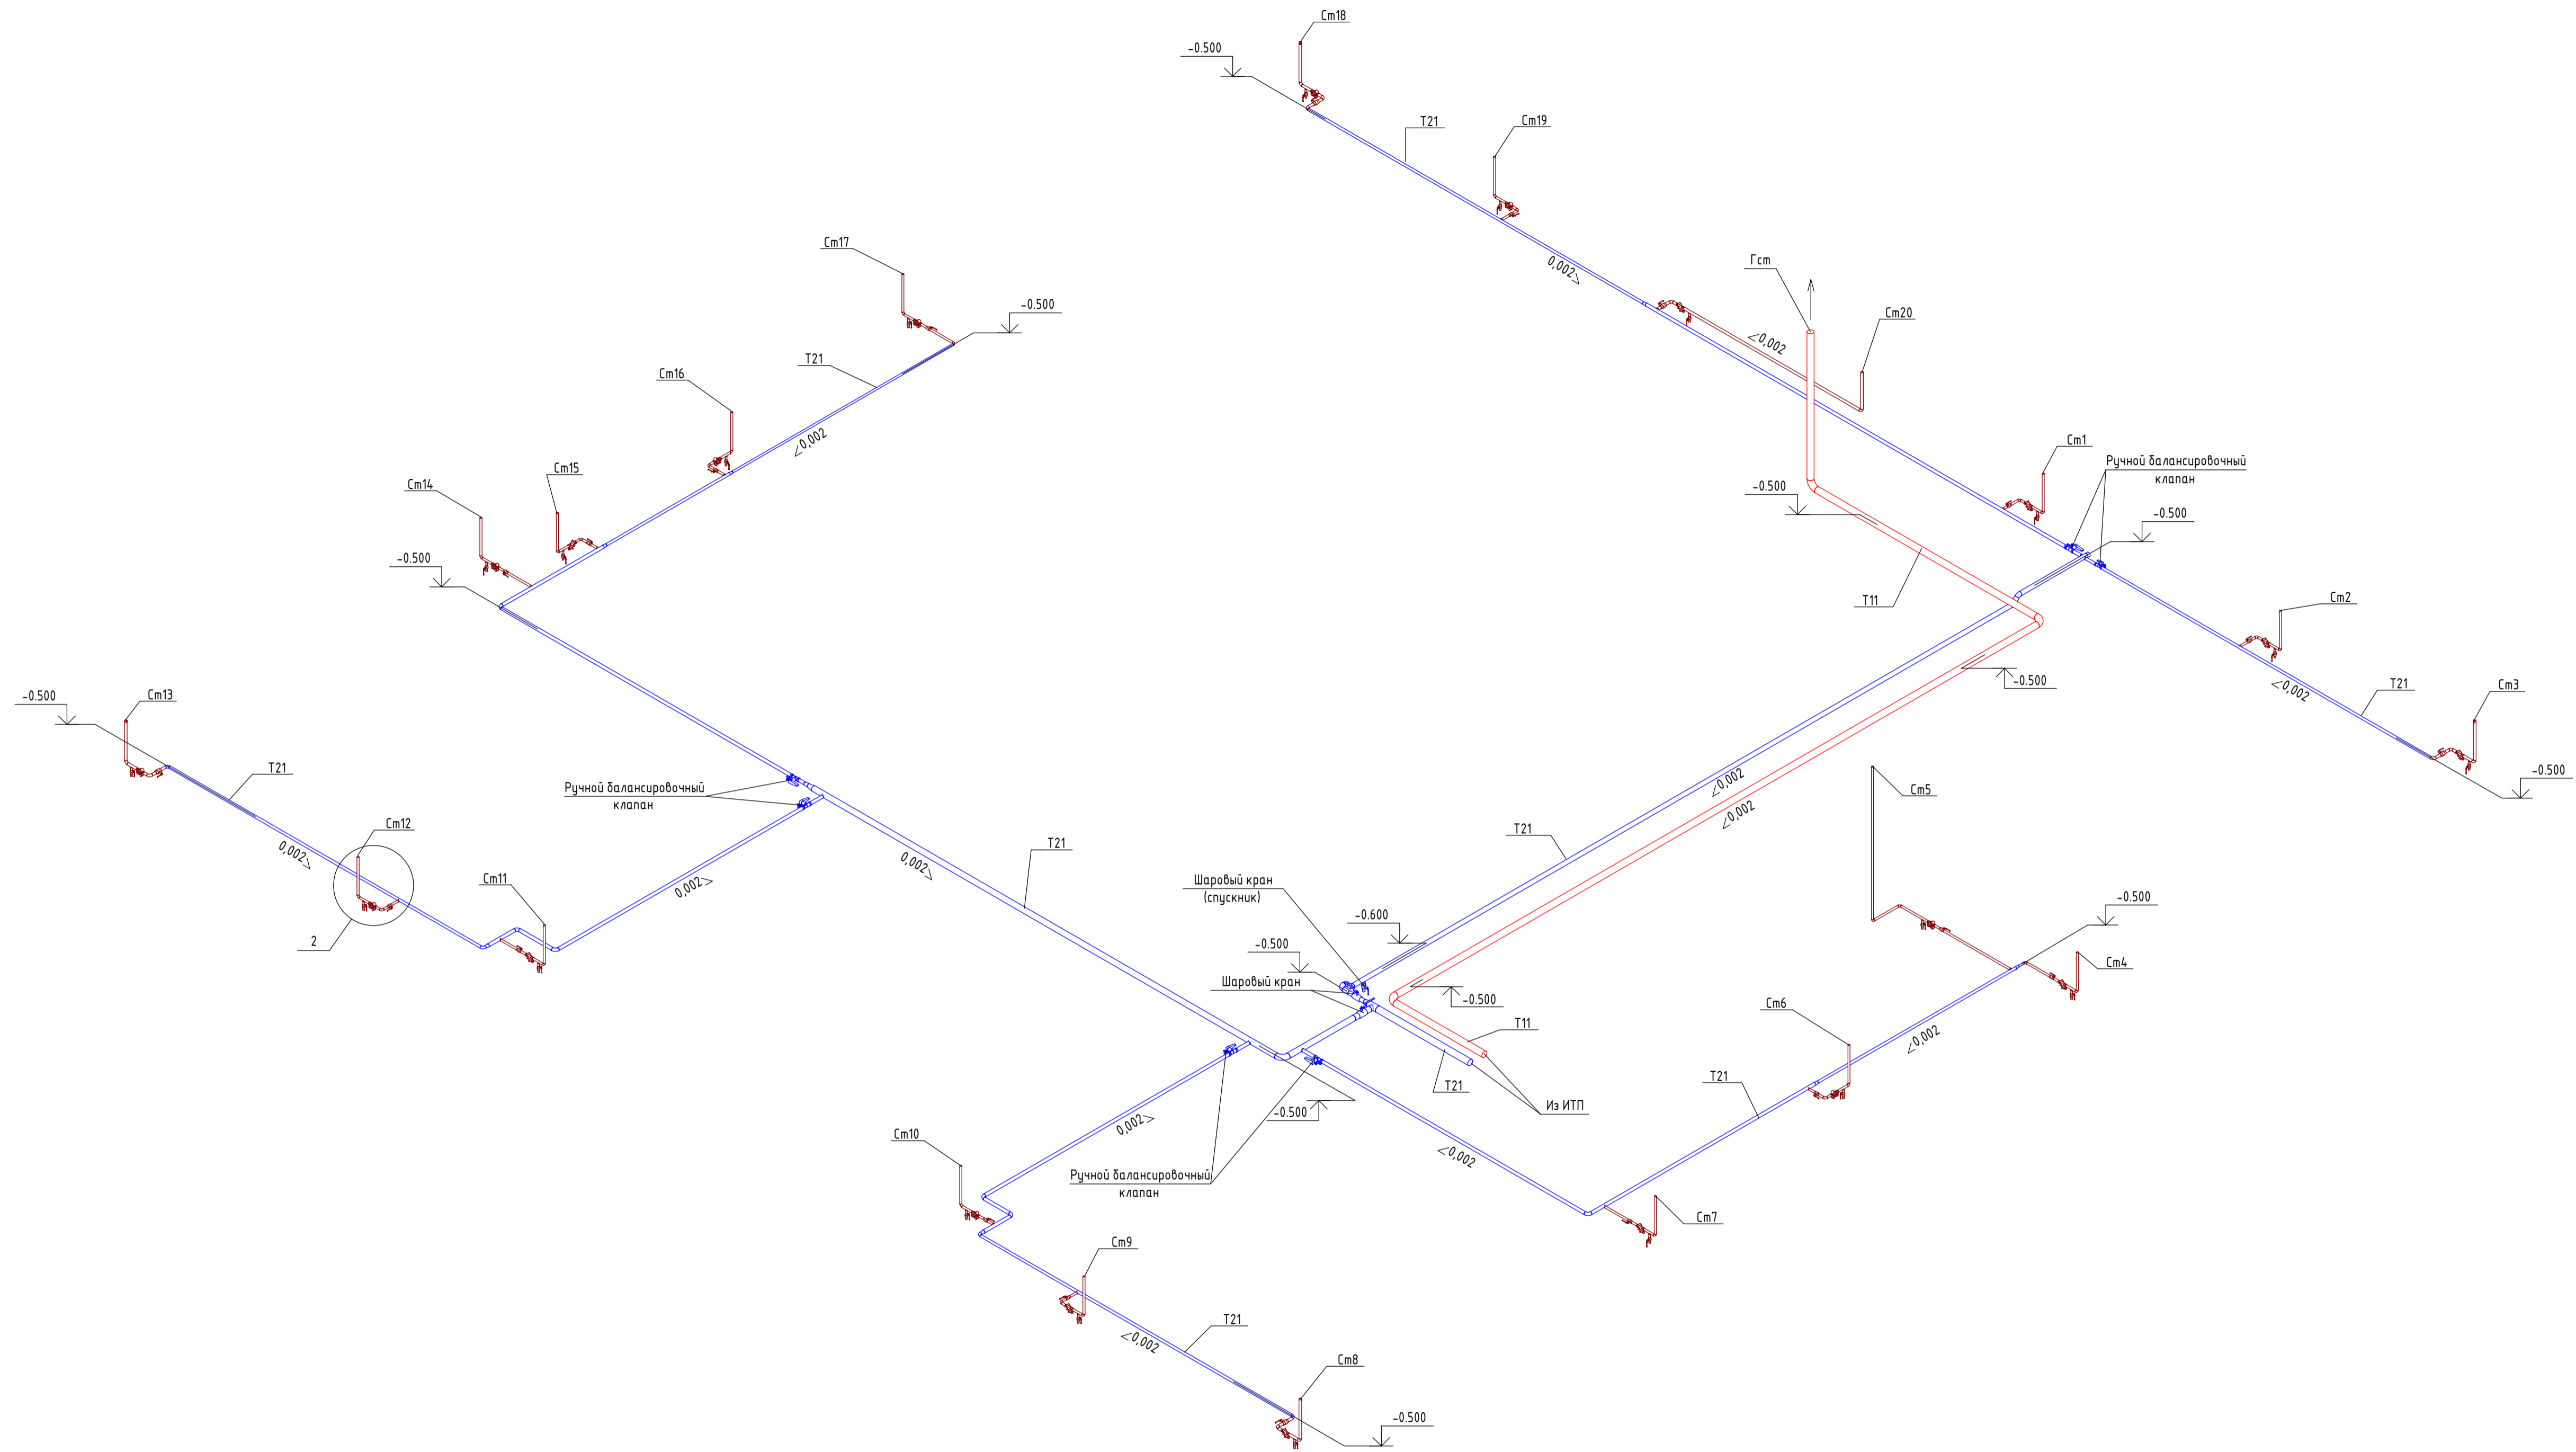 Ст18
-0.500
Т21
Ст19
Ст17
0,002
Гст
-0.500
Ст20
<0,002
Т21
Ст16
<0,002
Ст1
Ручной балансировочный
клапан
Ст15
Ст14
-0.500
-0.500
-0.500
Т11
Ст2
-0.500
<0,002
Т21
Ст3
-0.500
Ст13
Т21
-0.500
Ручной балансировочный
клапан
<0,002
<0,002
Ст5
Ст12
0,002
Т21
Т21
0,002
Ст11
0,002
Шаровый кран
(спускник)
-0.600
-0.500
Шаровый кран
-0.500
-0.500
Ст4
2
Ст6
Т11
<0,002
Т21
Т21
Из ИТП
-0.500
0,002>
Ст10
<0,002
Ручной балансировочный
клапан
Ст7
Ст9
Т21
<0,002
Ст8
-0.500